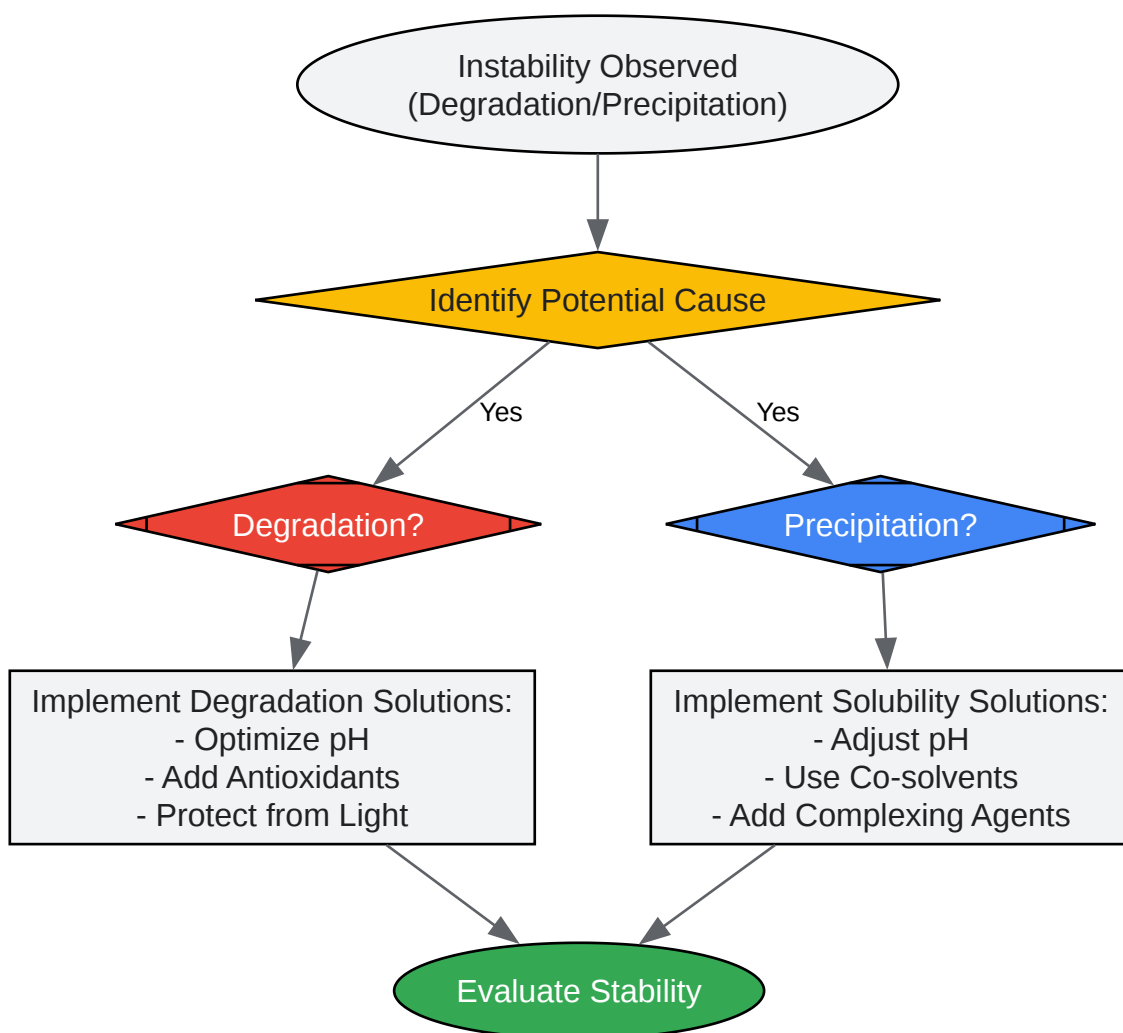 Instability Observed
(Degradation/Precipitation)
Identify Potential Cause
Yes
Yes
Degradation?
Precipitation?
Implement Degradation Solutions:
- Optimize pH
- Add Antioxidants
- Protect from Light
Implement Solubility Solutions:
- Adjust pH
- Use Co-solvents
- Add Complexing Agents
Evaluate Stability